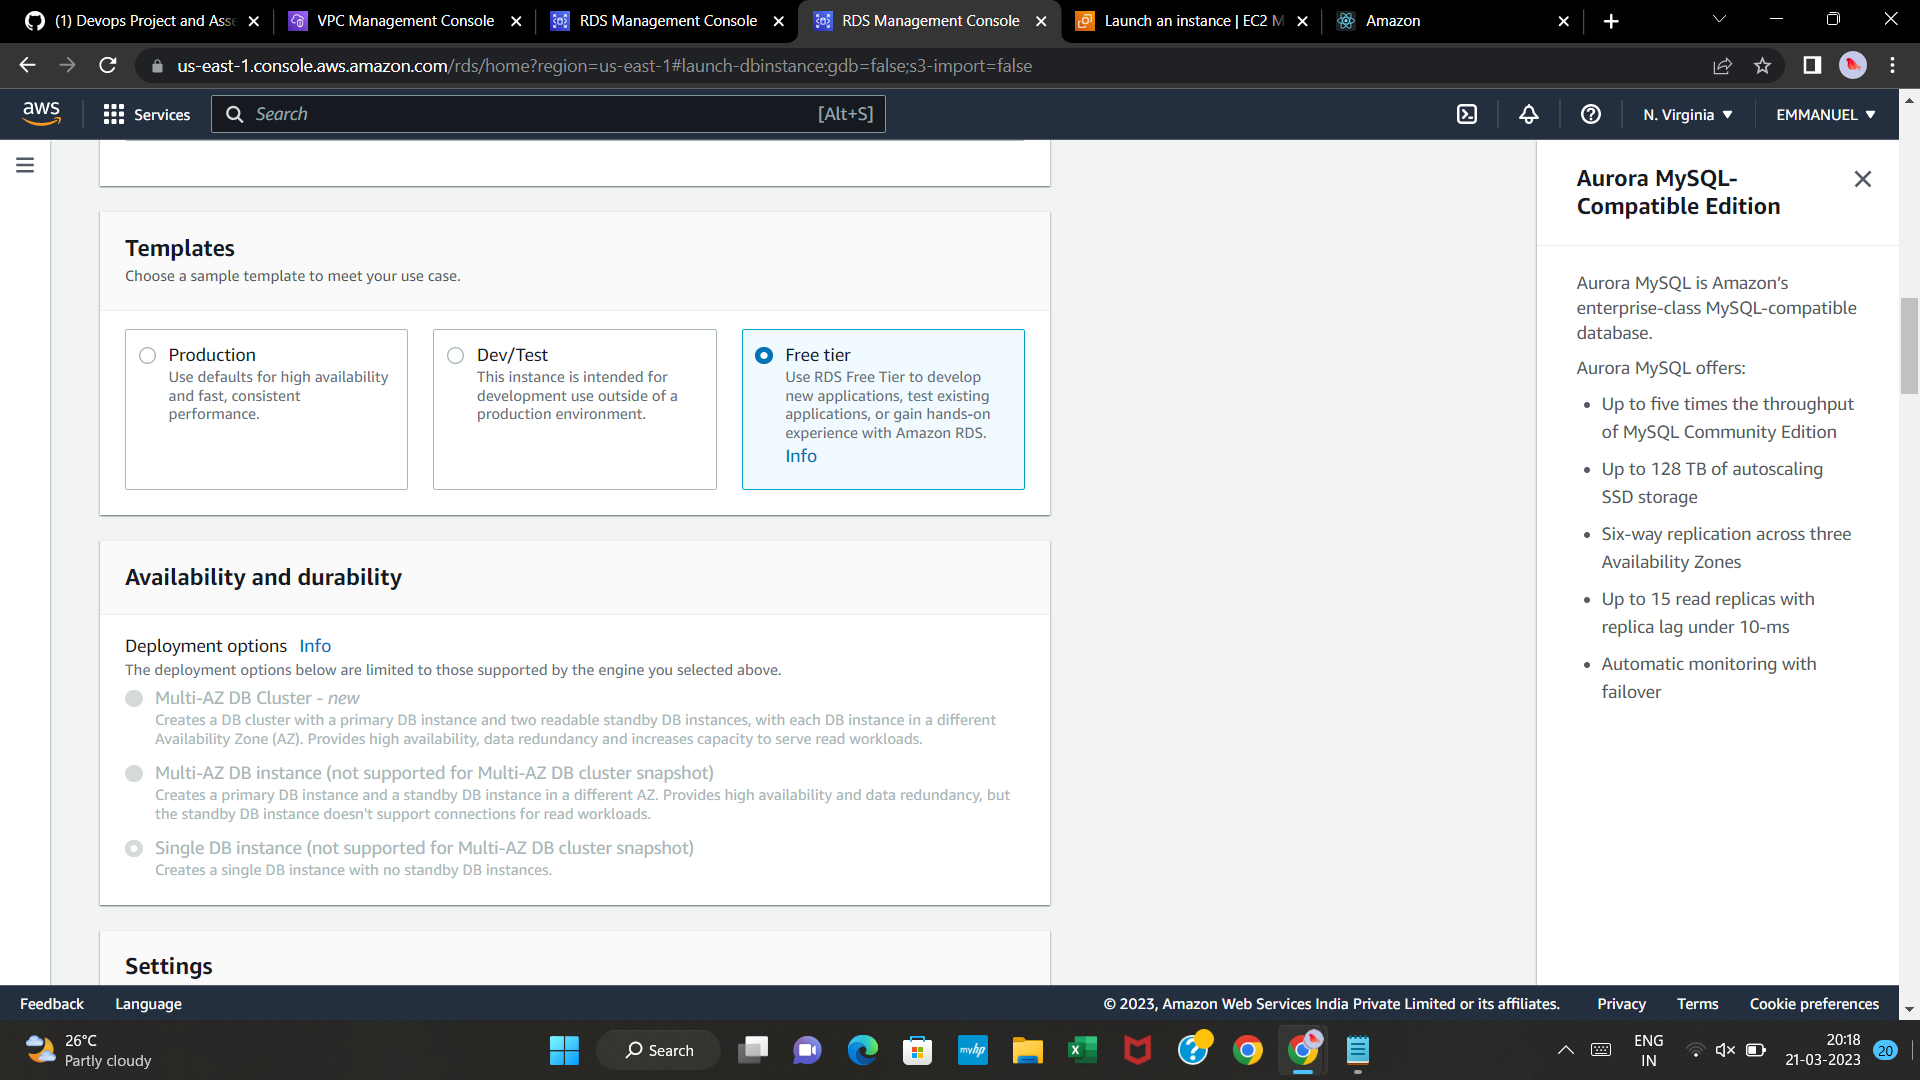 (1) Devops Project and Asse
VPC Management Console
RDS Management Console
RDS Management Console
Launch an instance | EC2 M
Amazon
us-east-1.console.aws.amazon.com/rds/home?region=us-east-1#launch-dbinstance:gdb=false;s3-import=false
aws
Services
Search
[Alt+S]
N. Virginia
EMMANUEL
Templates
Choose a sample template to meet your use case.
Production
Use defaults for high availability
and fast, consistent
performance.
Dev/Test
This instance is intended for
development use outside of a
production environment.
Free tier
Use RDS Free Tier to develop
new applications, test existing
applications, or gain hands-on
experience with Amazon RDS.
Info
Availability and durability
Deployment options Info
The deployment options below are limited to those supported by the engine you selected above.
Multi-AZ DB Cluster - new
Creates a DB cluster with a primary DB instance and two readable standby DB instances, with each DB instance in a different
Availability Zone (AZ). Provides high availability, data redundancy and increases capacity to serve read workloads.
Multi-AZ DB instance (not supported for Multi-AZ DB cluster snapshot)
Creates a primary DB instance and a standby DB instance in a different AZ. Provides high availability and data redundancy, but
the standby DB instance doesn't support connections for read workloads.
Single DB instance (not supported for Multi-AZ DB cluster snapshot)
Creates a single DB instance with no standby DB instances.
Settings
Aurora MySQL-
Compatible Edition
Aurora MySQL is Amazon's
enterprise-class MySQL-compatible
database.
Aurora MySQL offers:
• Up to five times the throughput
of MySQL Community Edition
• Up to 128 TB of autoscaling
SSD storage
• Six-way replication across three
Availability Zones
• Up to 15 read replicas with
replica lag under 10-ms
• Automatic monitoring with
failover
Feedback
Language
© 2023, Amazon Web Services India Private Limited or its affiliates.
Privacy
Terms
Cookie preferences
26°C
Partly cloudy
Search
myhp
ENG
IN
20:18
21-03-2023
20